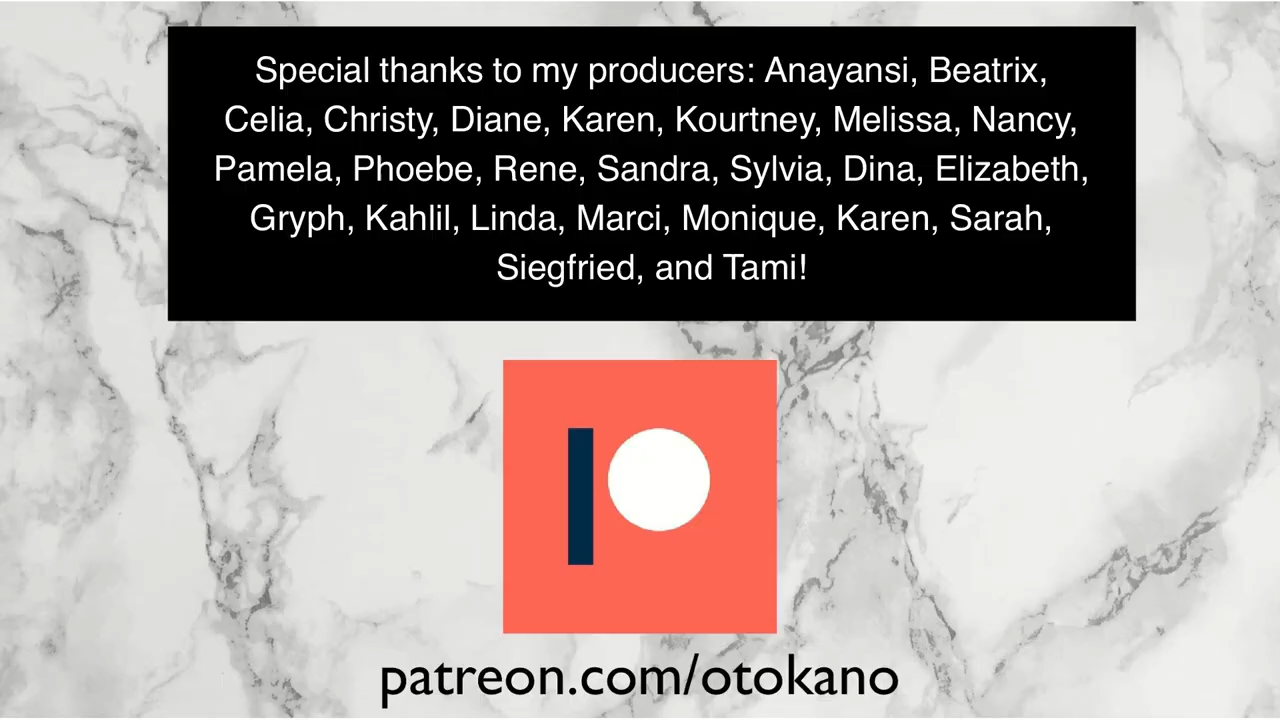 Special thanks to my producers: Anayansi, Beatrix,
Celia, Christy, Diane, Karen, Kourtney, Melissa, Nancy,
Pamela, Phoebe, Rene, Sandra, Sylvia, Dina, Elizabeth,
Gryph, Kahlil, Linda, Marci, Monique, Karen, Sarah,
Siegfried, and Tami!
patreon.com/otokano